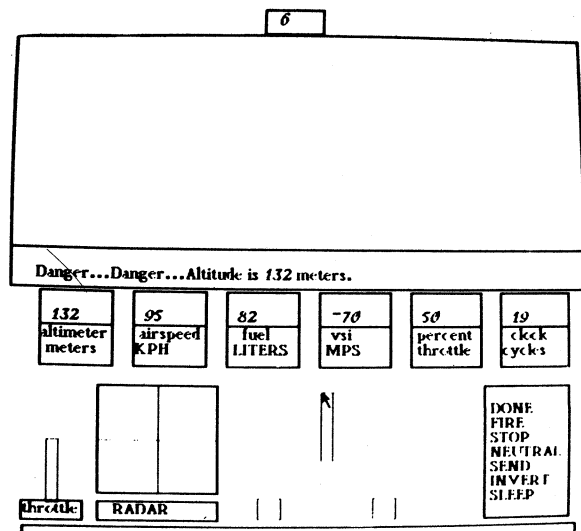 6
Danger...Danger...Altitude is 132 meters.
132 95 82 -70 50 19
altimeter airspeed fuel vsi percent clock
meters KPH LITERS MPS throttle cycles
DONE
FIRE
STOP
NEUTRAL
SEND
INVERT
SLEEP
throttle RADAR